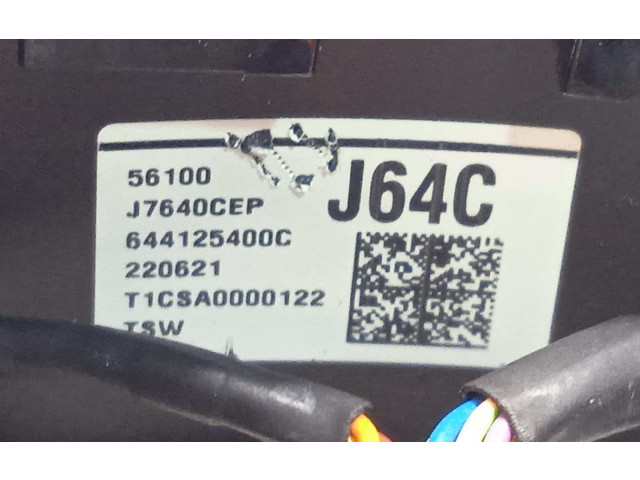 56100
J7640CEP
J64C
644125400C
220621
T1CSA0000122
TSW